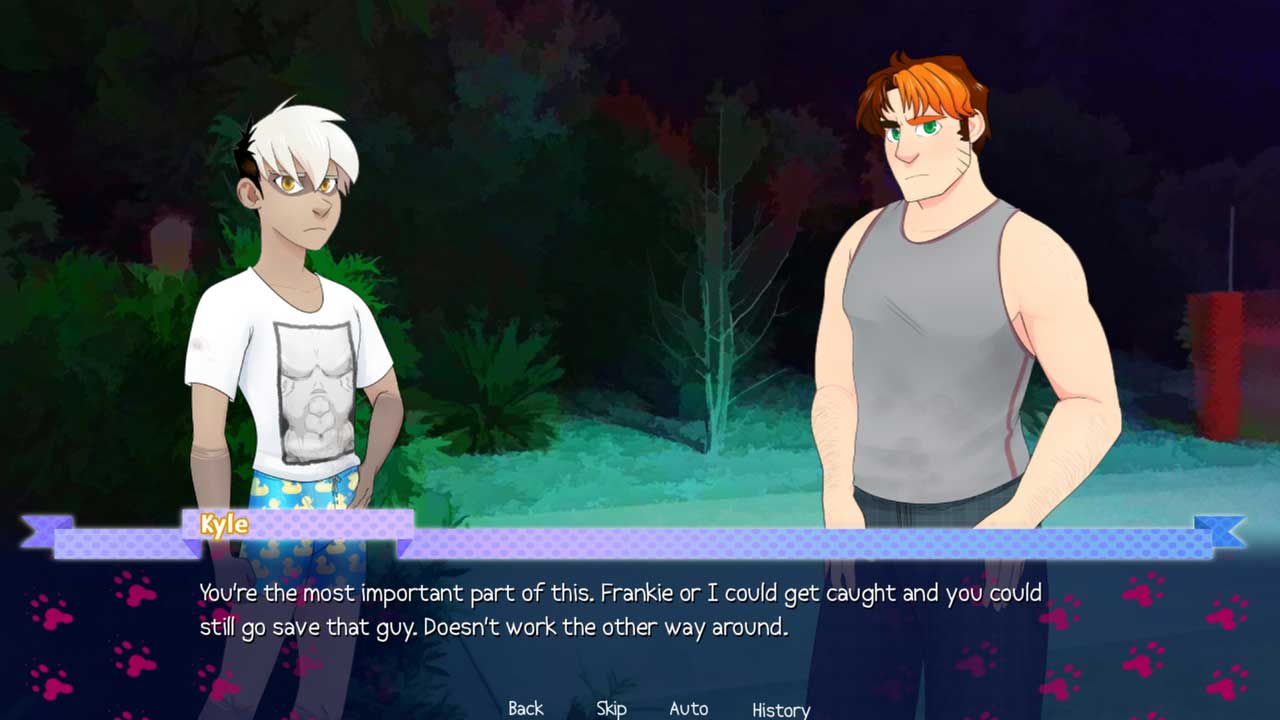 Kyle
You're the most important part of this. Frankie or I could get caught and you could
still go save that guy. Doesn't work the other way around.
Back Skip Auto History